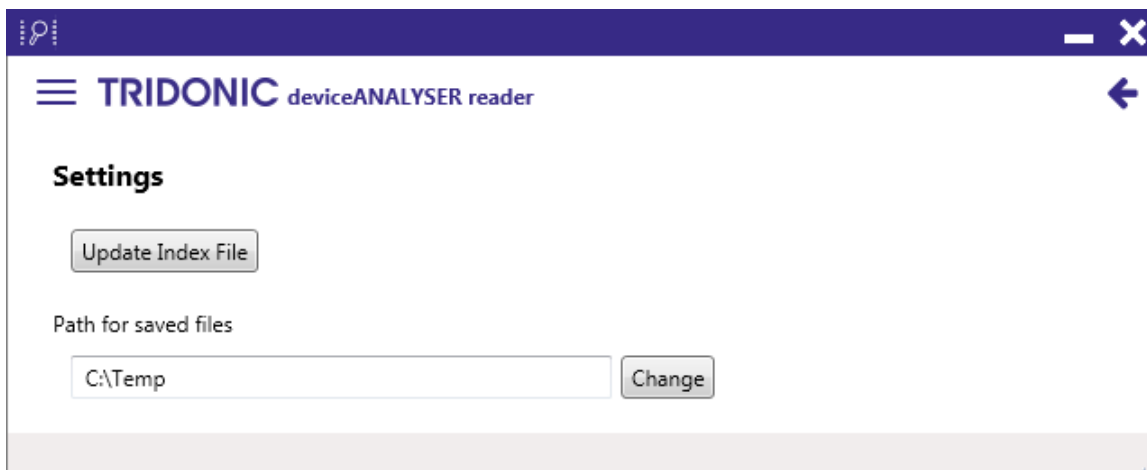 TRIDONIC deviceANALYSER reader
Settings
Update Index File
Path for saved files
C:\Temp
Change